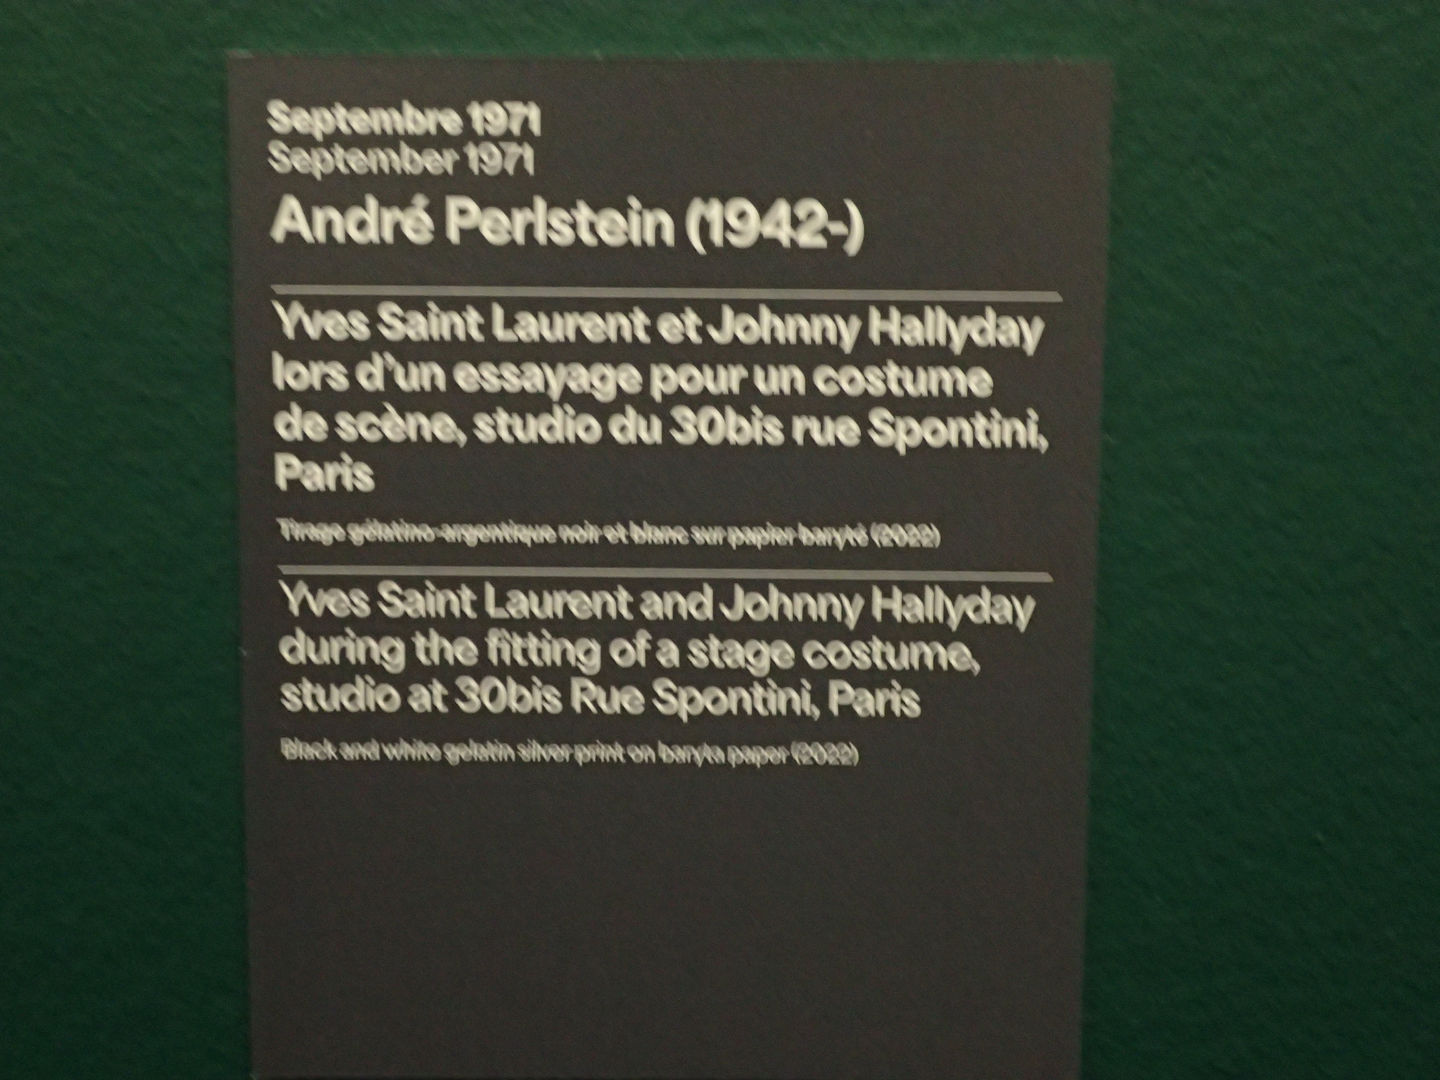 Septembre 1971
September 1971
André Perlstein (1942-)
Yves Saint Laurent et Johnny Hallyday
lors d'un essayage pour un costume
de scène, studio du 30bis rue Spontini,
Paris
Tirage gélatino-argentique noir et blanc sur papier baryté (2022)
Yves Saint Laurent and Johnny Hallyday
during the fitting of a stage costume,
studio at 30bis Rue Spontini, Paris
Black and white gelatin silver print on baryta paper (2022)